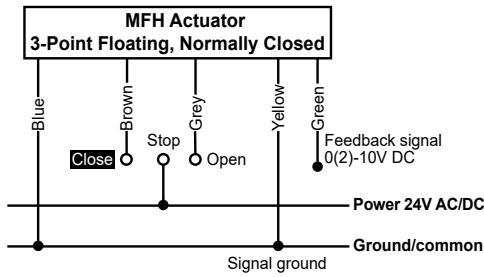 MFH Actuator
3-Point Floating, Normally Closed
Blue
Brown
Grey
Yellow
Green
Stop
Close
Open
Feedback signal
0(2)-10V DC
Power 24V AC/DC
Ground/common
Signal ground